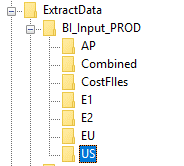 ExtractData
BI_Input_PROD
AP
Combined
CostFIles
E1
E2
EU
US